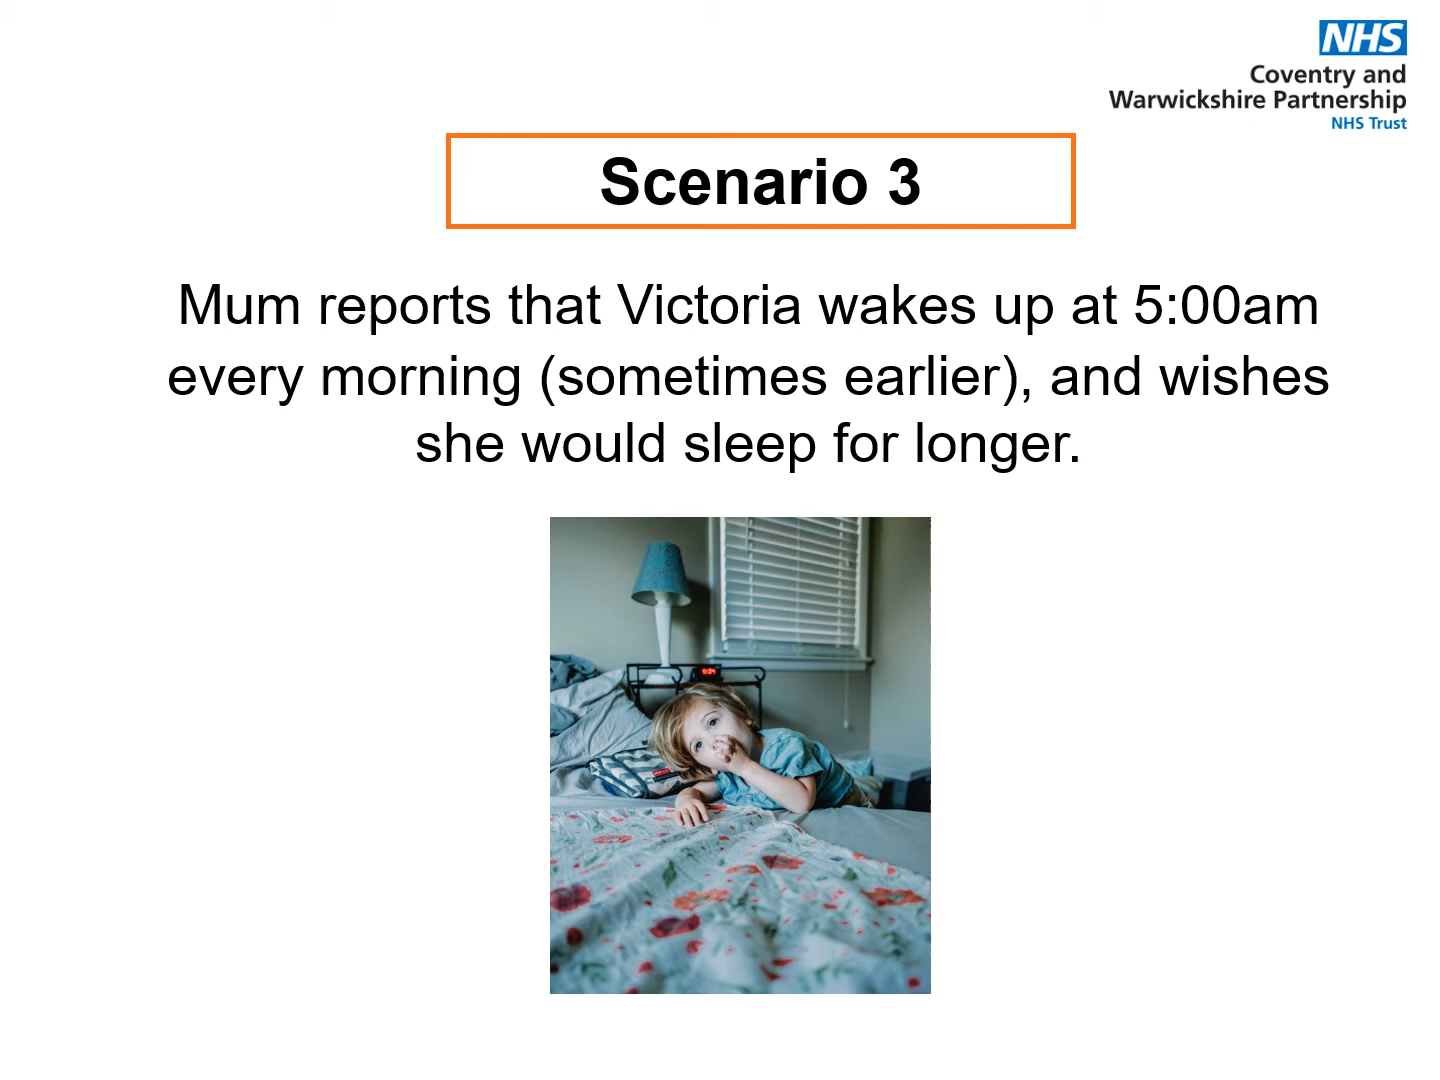 NHS
Coventry and
Warwickshire Partnership
NHS Trust
Scenario 3
Mum reports that Victoria wakes up at 5:00am
every morning (sometimes earlier), and wishes
she would sleep for longer.